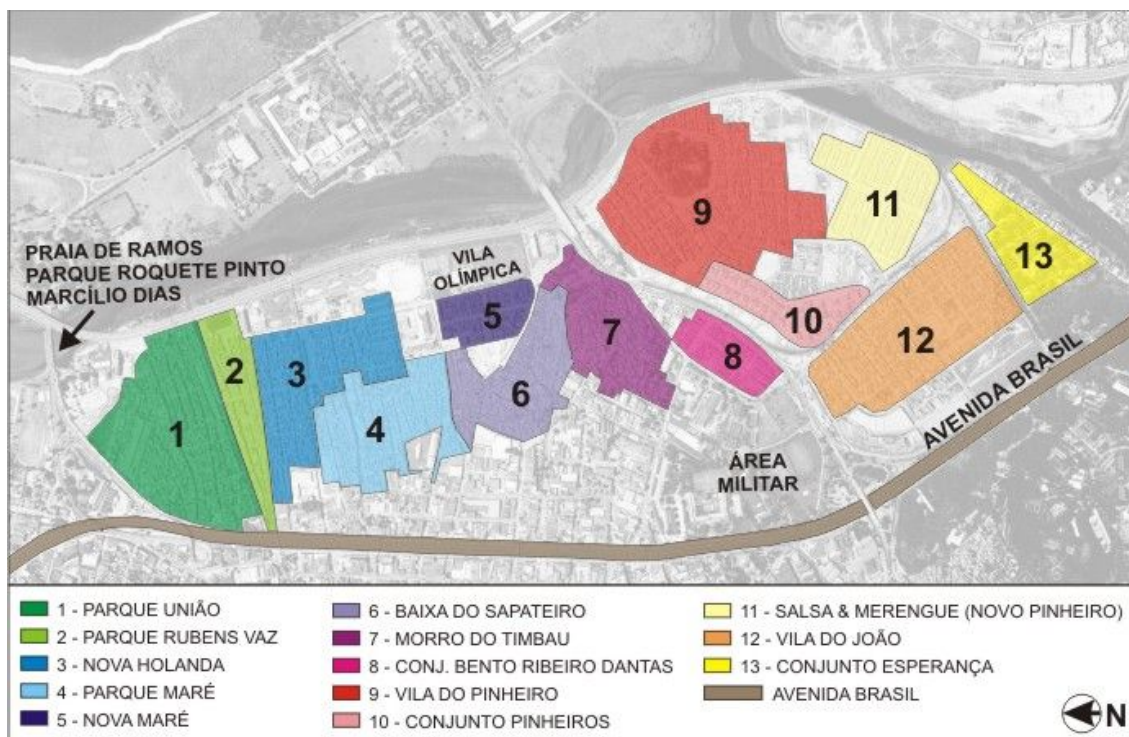 PRAIA DE RAMOS
PARQUE ROQUETE PINTO
MARCÍLIO DIAS
1
2
3
4
VILA
OLÍMPICA
5
6
7
8
9
10
11
12
13
ÁREA
MILITAR
AVENIDA BRASIL
1 - PARQUE UNIÃO
2 - PARQUE RUBENS VAZ
3 - NOVA HOLANDA
4 - PARQUE MARÉ
5 - NOVA MARÉ
6 - BAIXA DO SAPATEIRO
7 - MORRO DO TIMBAU
8 - CONJ. BENTO RIBEIRO DANTAS
9 - VILA DO PINHEIRO
10 - CONJUNTO PINHEIROS
11 - SALSA & MERENGUE (NOVO PINHEIRO)
12 - VILA DO JOÃO
13 - CONJUNTO ESPERANÇA
AVENIDA BRASIL
N